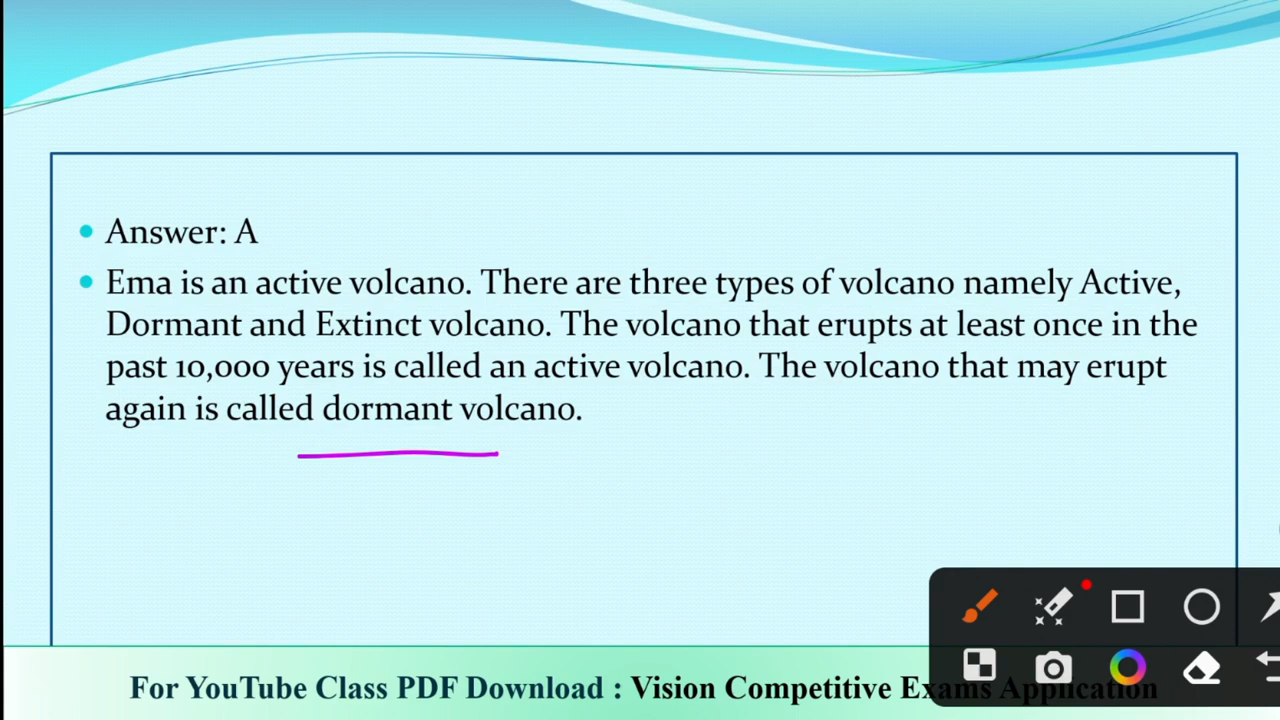 Answer: A
Ema is an active volcano. There are three types of volcano namely Active,
Dormant and Extinct volcano. The volcano that erupts at least once in the
past 10,000 years is called an active volcano. The volcano that may erupt
again is called dormant volcano.
For YouTube Class PDF Download : Vision Competitive Exams Application